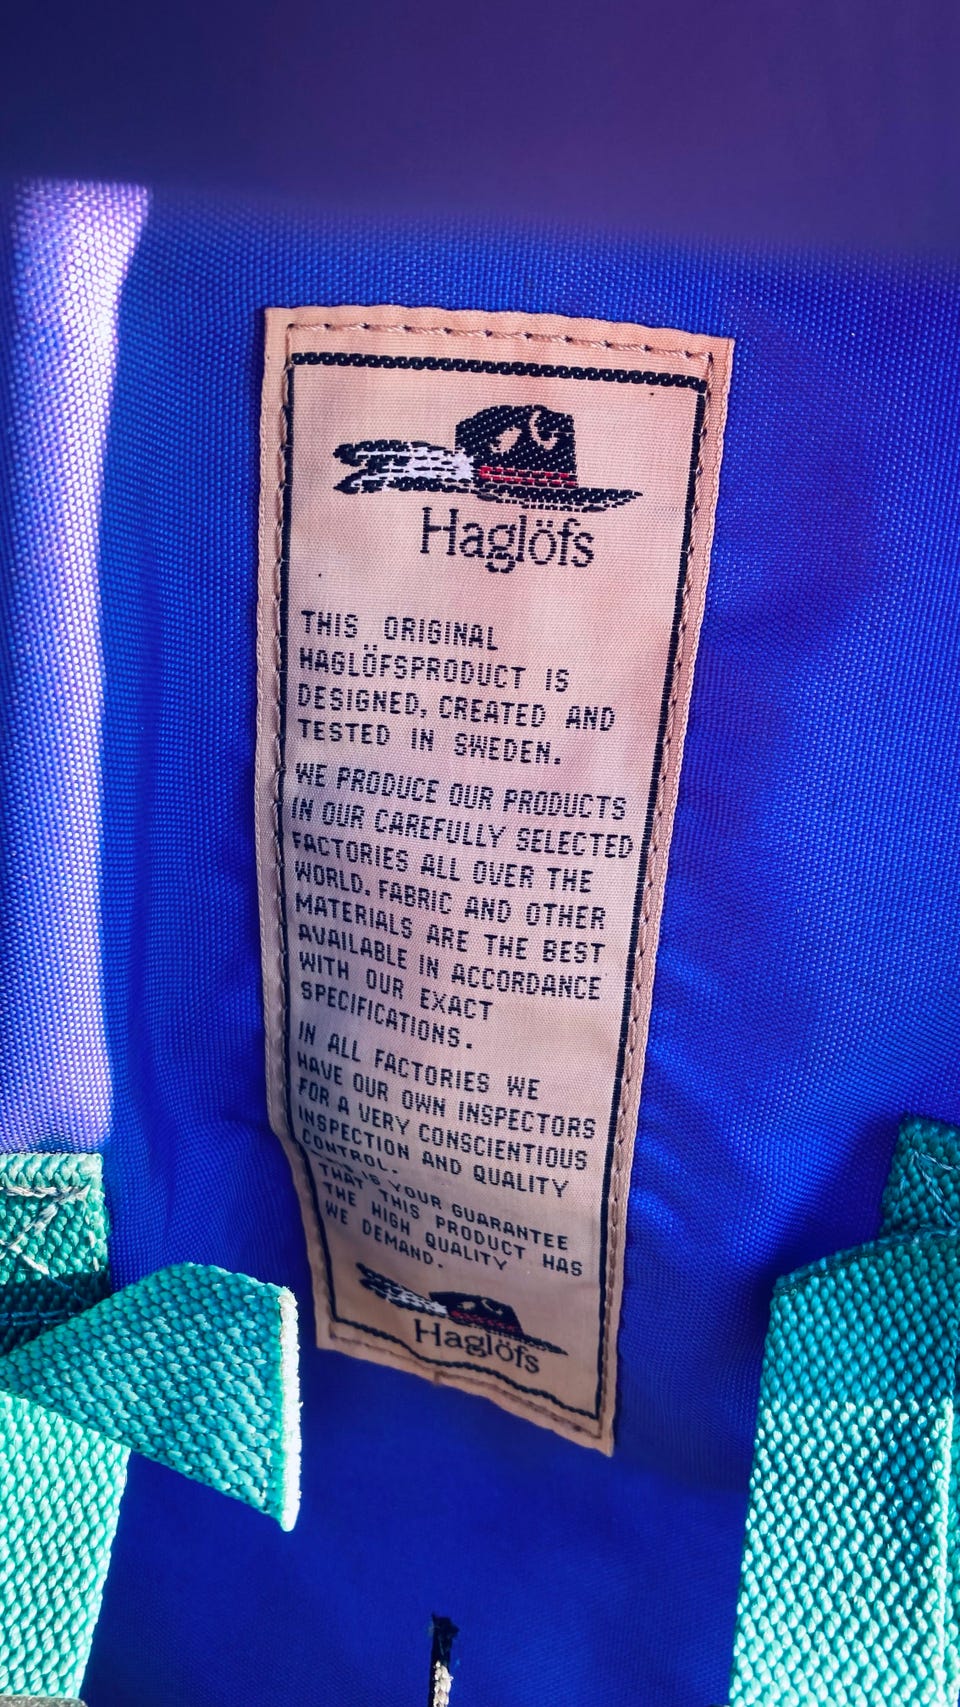 Haglöfs
THIS ORIGINAL
HAGLÖFSPRODUCT IS
DESIGNED, CREATED AND
TESTED IN SWEDEN.
WE PRODUCE OUR PRODUCTS
IN OUR CAREFULLY SELECTED
FACTORIES ALL OVER THE
WORLD. FABRIC AND OTHER
MATERIALS ARE THE BEST
AVAILABLE IN ACCORDANCE
WITH OUR EXACT
SPECIFICATIONS.
IN ALL FACTORIES WE
HAVE OUR OWN INSPECTORS
FOR A VERY CONSCIENTIOUS
INSPECTION AND QUALITY
CONTROL.
IS YOUR GUARANTEE
THAT THIS PRODUCT HAS
THE HIGH QUALITY
WE DEMAND.
Haglöfs